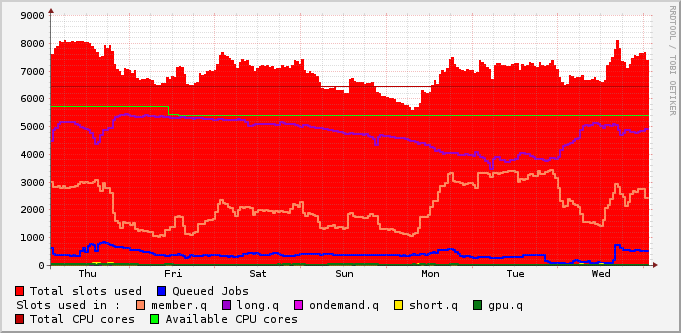 9000
8000
7000
6000
5000
4000
3000
2000
1000
0
Thu Fri Sat Sun Mon Tue Wed
RRDTOOL / TOBI OETIKER
Total slots used Queued Jobs
Slots used in : member.q long.q ondemand.q short.q gpu.q
Total CPU cores Available CPU cores